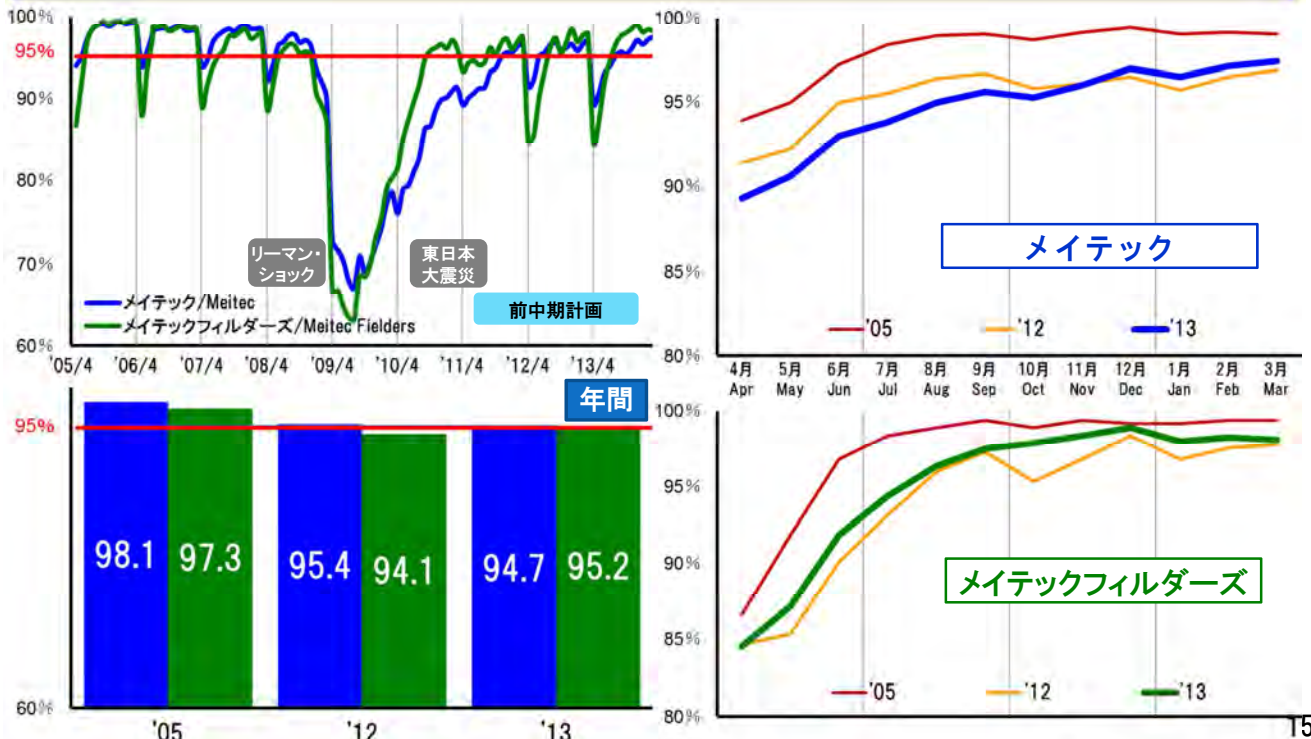 100%
95%
90%
80%
70%
60%
リーマン・
ショック
東日本
大震災
前中期計画
メイテック/Meitec
メイテックフィルダーズ/Meitec Fielders
'05/4 '06/4 '07/4 '08/4 '09/4 '10/4 '11/4 '12/4 '13/4
100%
95%
90%
85%
80%
メイテック
'05 '12 '13
4月 5月 6月 7月 8月 9月 10月 11月 12月 1月 2月 3月
Apr May Jun Jul Aug Sep Oct Nov Dec Jan Feb Mar
年間
95%
60%
98.1 97.3 95.4 94.1 94.7 95.2
'05 '12 '13
100%
95%
90%
85%
80%
メイテックフィルダーズ
'05 '12 '13
15